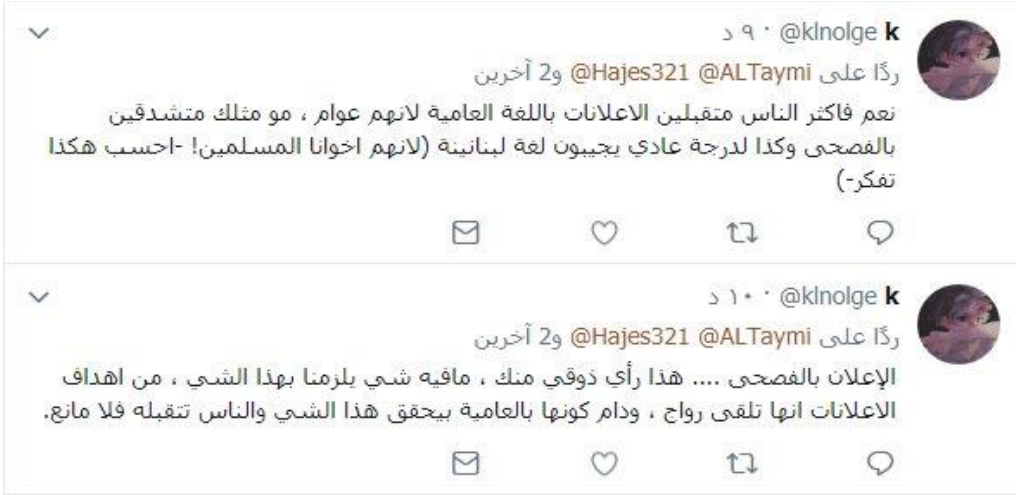 k @klnolge · ٩ د
ردًا على @Hajes321 @ALTaymi و2 آخرين
نعم فاكثر الناس متقبلين الاعلانات باللغة العامية لانهم عوام ، مو مثلك متشدقين
بالفصحى وكذا لدرجة عادي يجيبون لغة لبنانينة (لانهم اخوانا المسلمين! -احسب هكذا
تفكر-)
k @klnolge · ١٠ د
ردًا على @Hajes321 @ALTaymi و2 آخرين
الإعلان بالفصحى .... هذا رأي ذوقي منك ، مافيه شي يلزمنا بهذا الشي ، من اهداف
الاعلانات انها تلقى رواج ، ودام كونها بالعامية بيحقق هذا الشي والناس تتقبله فلا مانع.